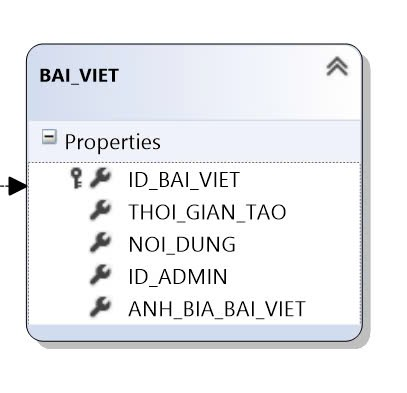 BAI_VIET
Properties
ID_BAI_VIET
THOI_GIAN_TAO
NOI_DUNG
ID_ADMIN
ANH_BIA_BAI_VIET